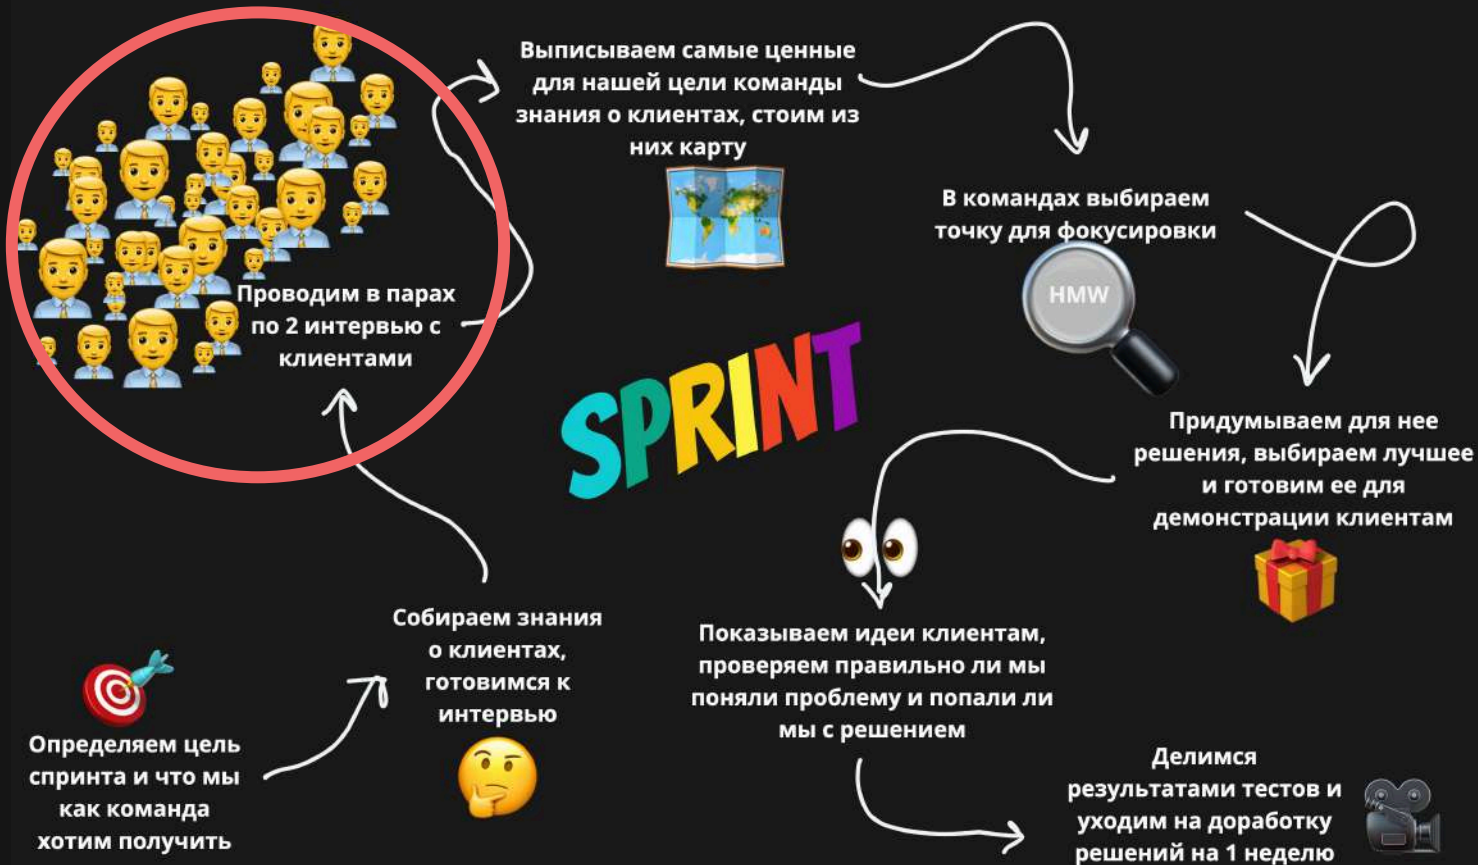 Определяем цель
спринта и что мы
как команда
хотим получить
Собираем знания
о клиентах,
готовимся к
интервью
Проводим в парах
по 2 интервью с
клиентами
Выписываем самые ценные
для нашей цели команды
знания о клиентах, стоим из
них карту
В командах выбираем
точку для фокусировки
HMW
Придумываем для нее
решения, выбираем лучшее
и готовим ее для
демонстрации клиентам
SPRINT
Показываем идеи клиентам,
проверяем правильно ли мы
поняли проблему и попали ли
мы с решением
Делимся
результатами тестов и
уходим на доработку
решений на 1 неделю